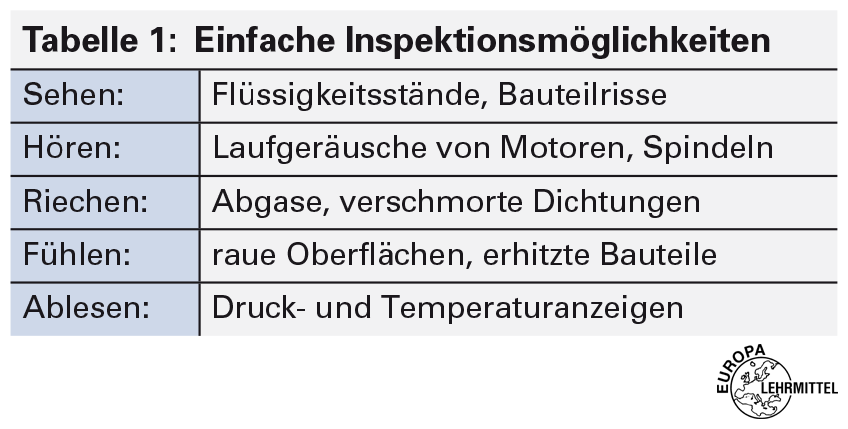 Tabelle 1: Einfache Inspektionsmöglichkeiten
Sehen: Flüssigkeitsstände, Bauteilrisse
Hören: Laufgeräusche von Motoren, Spindeln
Riechen: Abgase, verschmorte Dichtungen
Fühlen: raue Oberflächen, erhitzte Bauteile
Ablesen: Druck- und Temperaturanzeigen
EUROPA
LEHRMITTEL